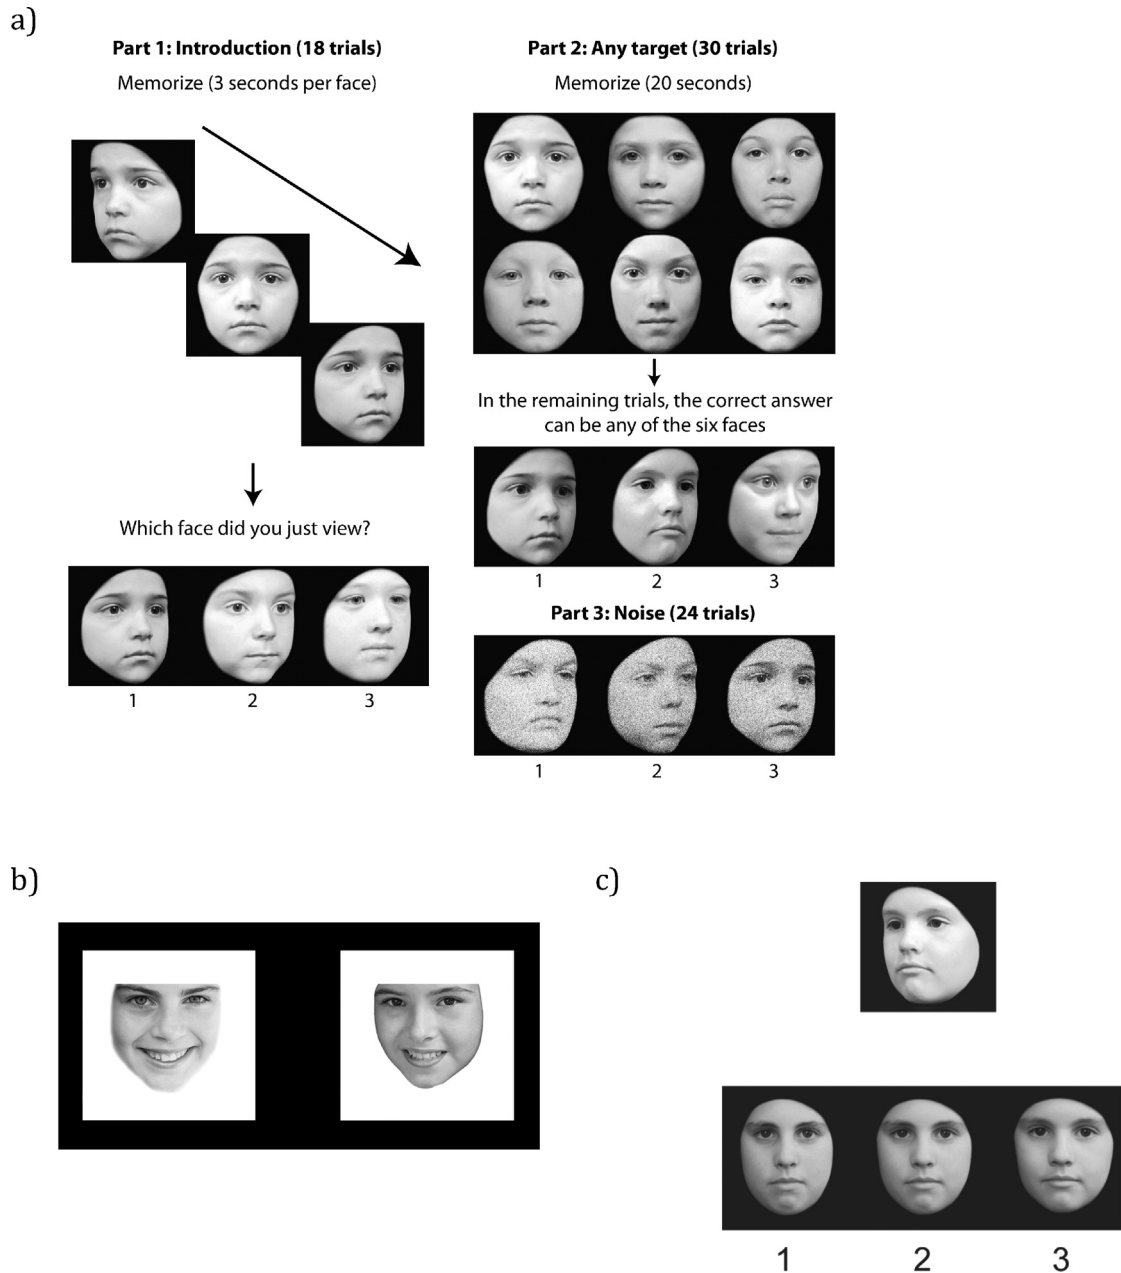 a)
Part 1: Introduction (18 trials)
Memorize (3 seconds per face)
Which face did you just view?
1 2 3
Part 2: Any target (30 trials)
Memorize (20 seconds)
In the remaining trials, the correct answer
can be any of the six faces
1 2 3
Part 3: Noise (24 trials)
1 2 3
b)
c)
1 2 3